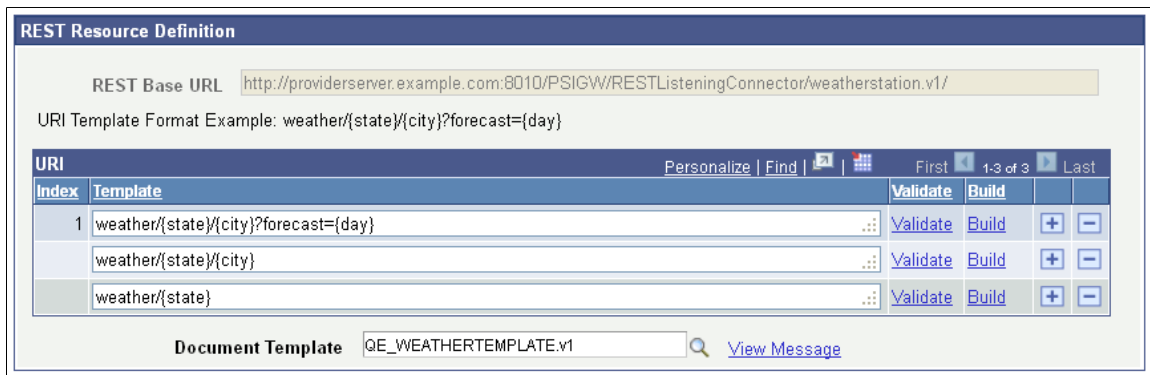 REST Resource Definition
REST Base URL http://providerserver.example.com:8010/PSIGW/RESTListeningConnector/weatherstation.v1/
URI Template Format Example: weather/{state}/{city}?forecast={day}
URI Personalize | Find | | First 1-3 of 3 Last
Index Template Validate Build
1 weather/{state}/{city}?forecast={day} Validate Build
weather/{state}/{city} Validate Build
weather/{state} Validate Build
Document Template QE_WEATHERTEMPLATE.v1 View Message